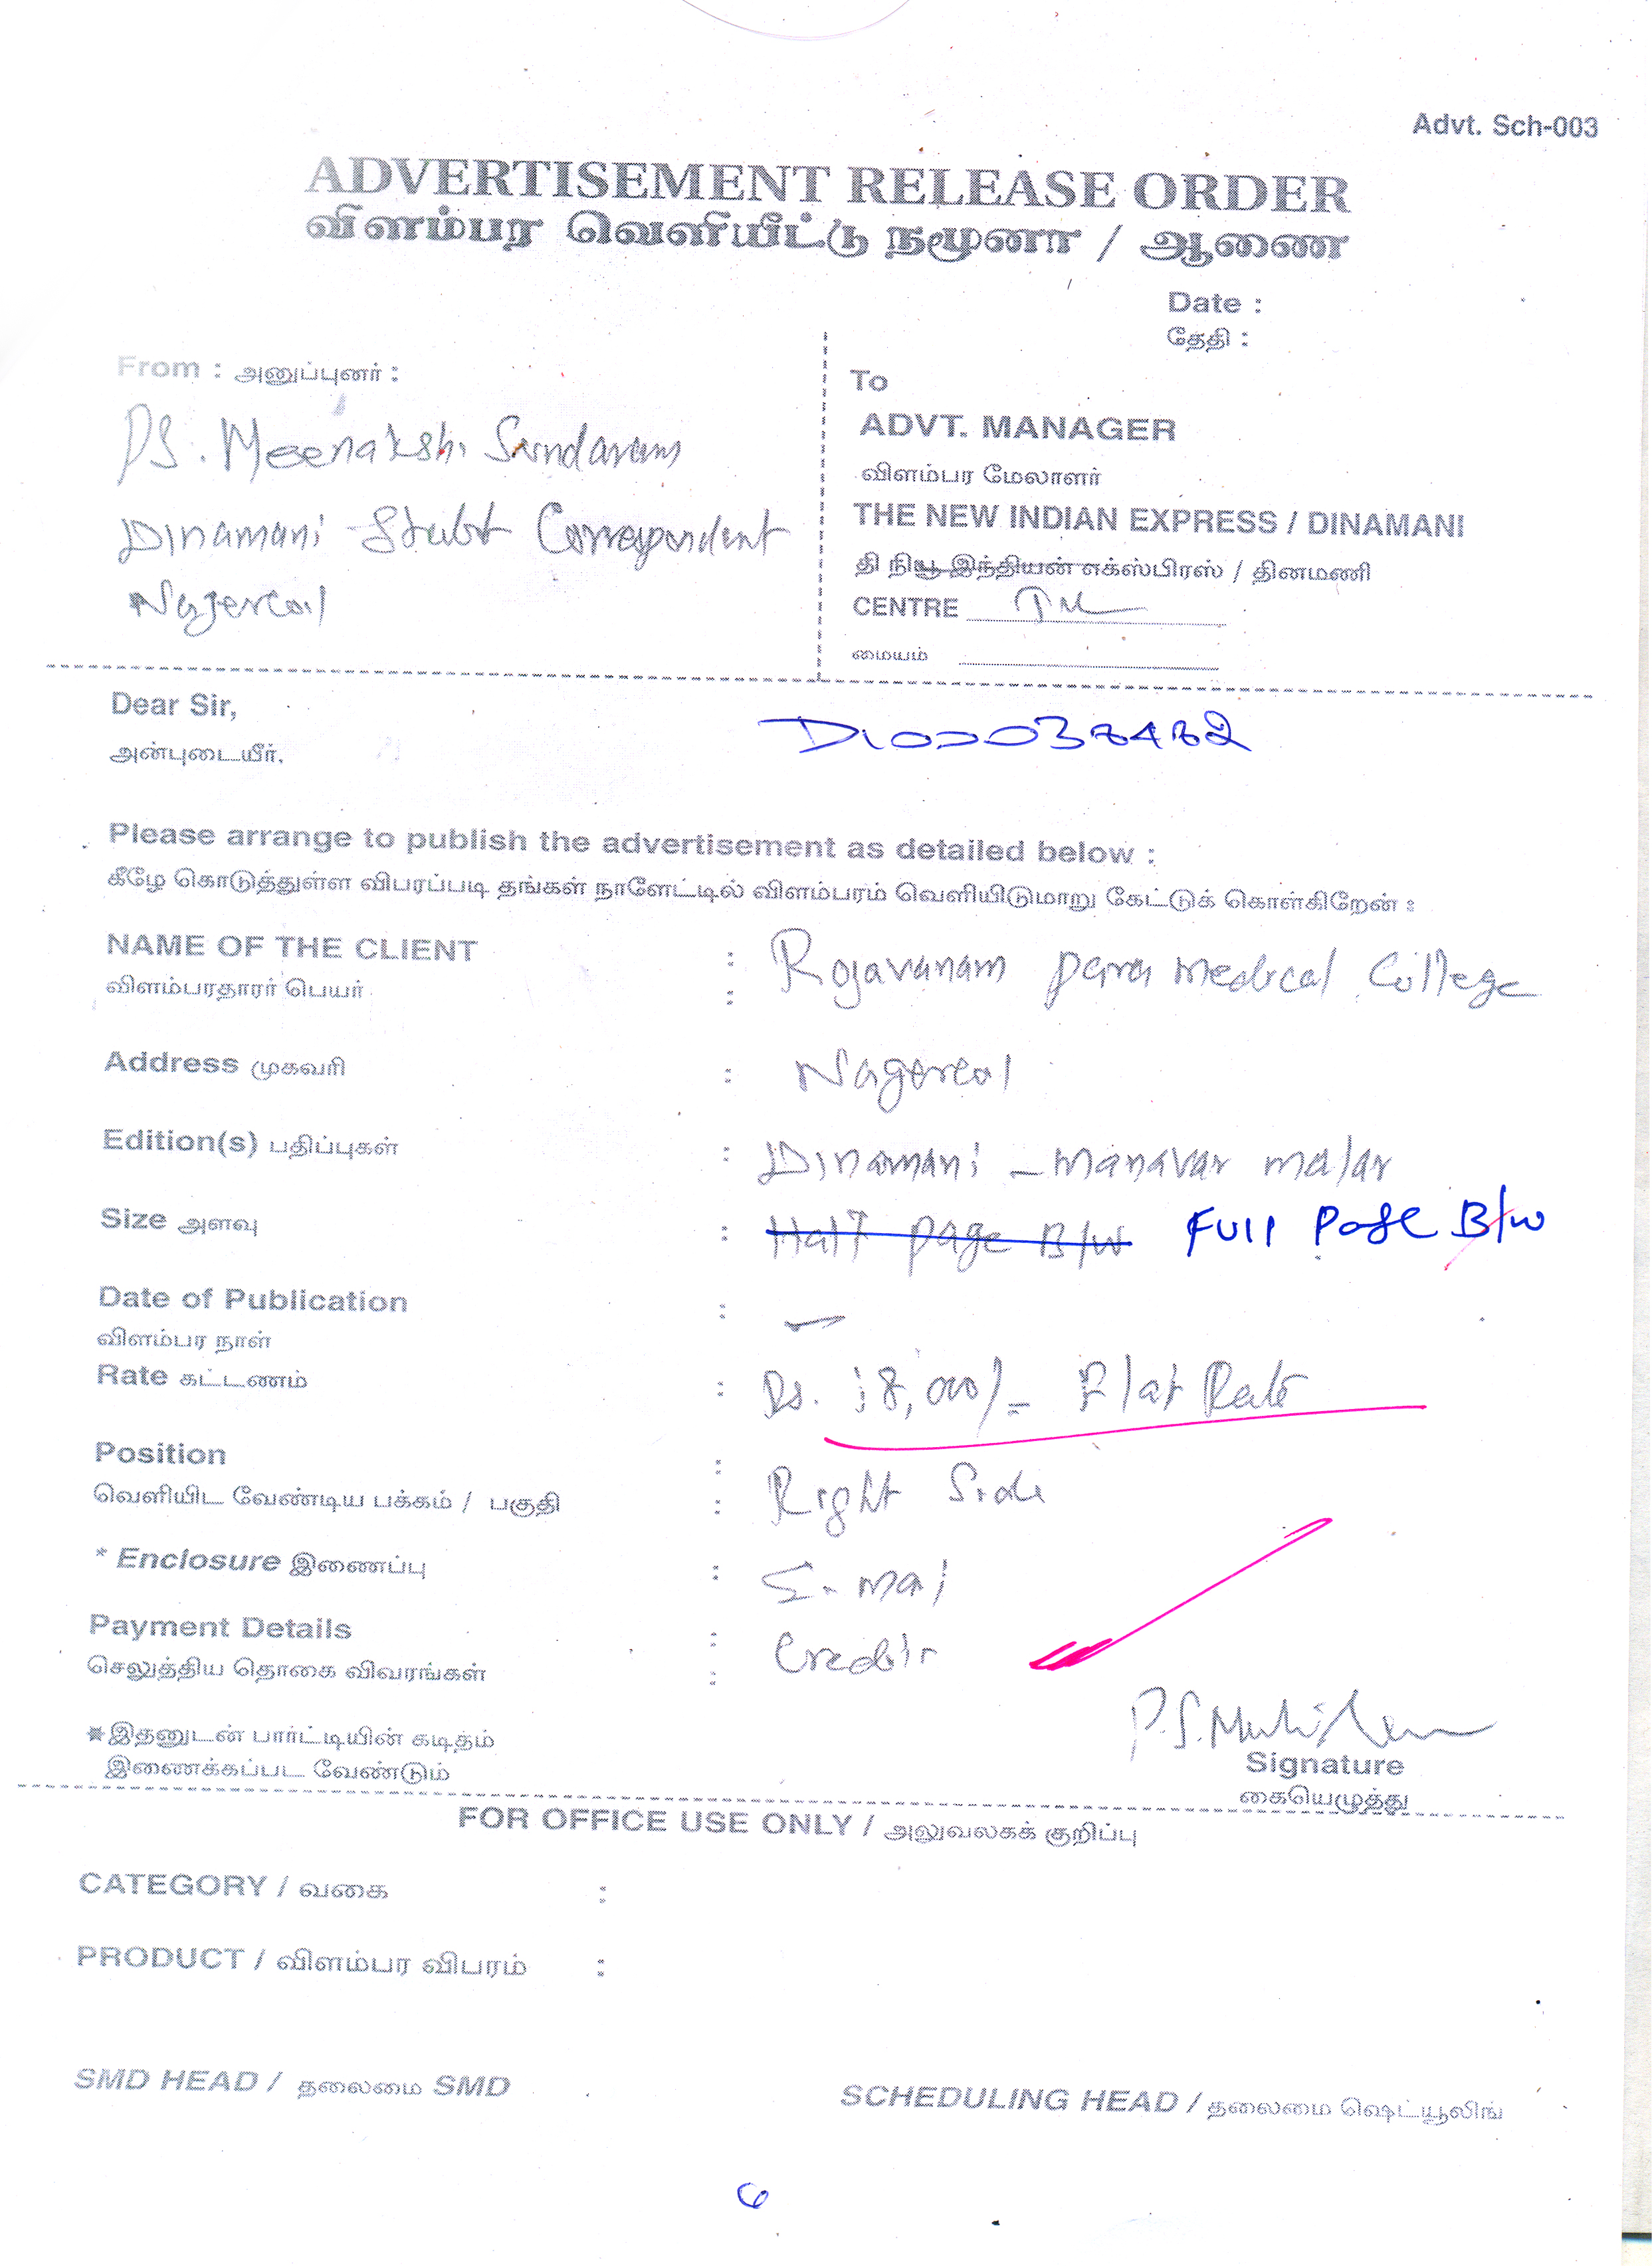 Advt. Sch-003
ADVERTISEMENT RELEASE ORDER
விளம்பர வெளியீட்டு நமூனா / ஆணை
Date :
தேதி :
From : அனுப்புனர் :
P.S. Meenakshi Sundaram
Dinamani Correspondent
Nagercoil
To
ADVT. MANAGER
விளம்பர மேலாளர்
THE NEW INDIAN EXPRESS / DINAMANI
தி நியூ இந்தியன் எக்ஸ்பிரஸ் / தினமணி
CENTRE
மையம்
Dear Sir,
அன்புடையீர்.
Please arrange to publish the advertisement as detailed below :
கீழே கொடுத்துள்ள விபரப்படி தங்கள் நாளேட்டில் விளம்பரம் வெளியிடுமாறு கேட்டுக் கொள்கிறேன் :
NAME OF THE CLIENT : Rojavanam para medical College
விளம்பரதாரர் பெயர் :
Address முகவரி : Nagercoil
Edition(s) பதிப்புகள் : Dinamani - manavar malar
Size அளவு : Half page B/W Full page B/W
Date of Publication : -
விளம்பர நாள்
Rate கட்டணம் : Rs. 18,000/- Flat Rate
Position : Right Side
வெளியிட வேண்டிய பக்கம் / பகுதி :
* Enclosure இணைப்பு : E-mail
Payment Details : Credit
செலுத்திய தொகை விவரங்கள் :
* இதனுடன் பார்ட்டியின் கடிதம்
இணைக்கப்பட வேண்டும்
Signature
கையெழுத்து
FOR OFFICE USE ONLY / அலுவலகக் குறிப்பு
CATEGORY / வகை :
PRODUCT / விளம்பர விபரம் :
SMD HEAD / தலைமை SMD
SCHEDULING HEAD / தலைமை ஷெட்யூலிங்